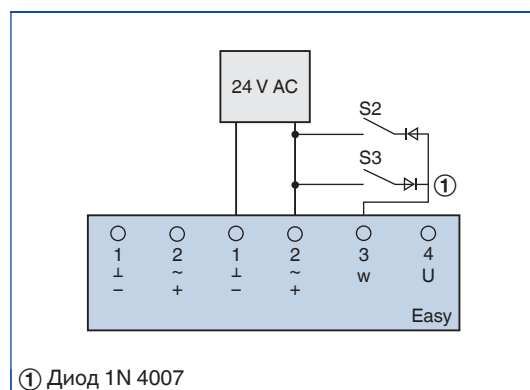 24 V AC
S2
S3
①
1 2 1 2 3 4
⊥ ~ ⊥ ~ w U
– + – +
Easy
① Диод 1N 4007